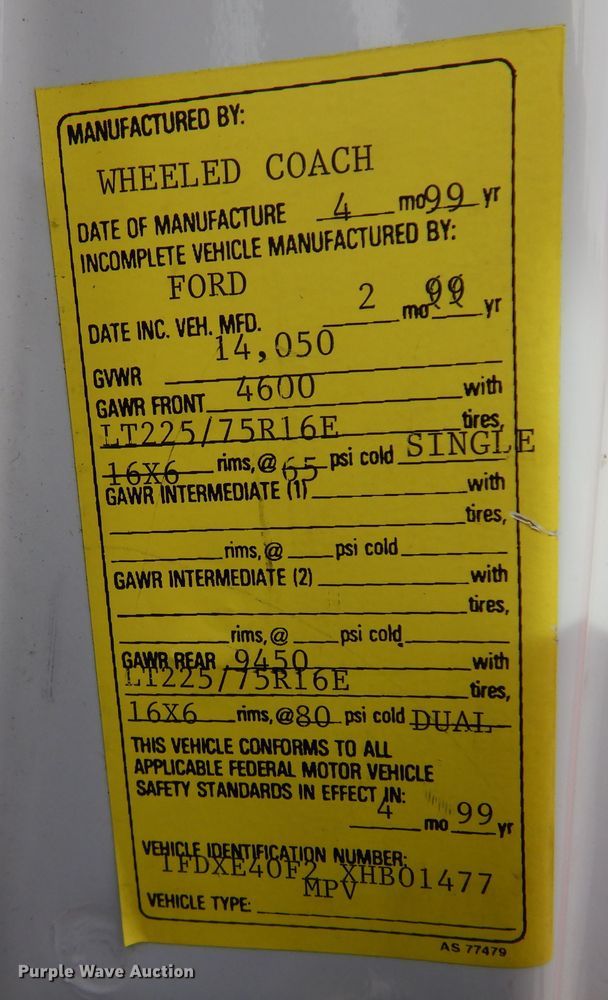 MANUFACTURED BY:
WHEELED COACH
DATE OF MANUFACTURE 4 mo 99 yr
INCOMPLETE VEHICLE MANUFACTURED BY:
FORD
DATE INC. VEH. MFD. 2 mo 99 yr
GVWR 14,050
GAWR FRONT 4600 with
LT225/75R16E tires,
16X6 rims, @ 65 psi cold SINGLE
GAWR INTERMEDIATE (1) with
tires,
rims, @ psi cold
GAWR INTERMEDIATE (2) with
tires,
rims, @ psi cold
GAWR REAR 9450 with
LT225/75R16E tires,
16X6 rims, @ 80 psi cold DUAL
THIS VEHICLE CONFORMS TO ALL
APPLICABLE FEDERAL MOTOR VEHICLE
SAFETY STANDARDS IN EFFECT IN:
4 mo 99 yr
VEHICLE IDENTIFICATION NUMBER:
1FDXE40F2 XHB01477
VEHICLE TYPE: MPV
AS 77479
Purple Wave Auction